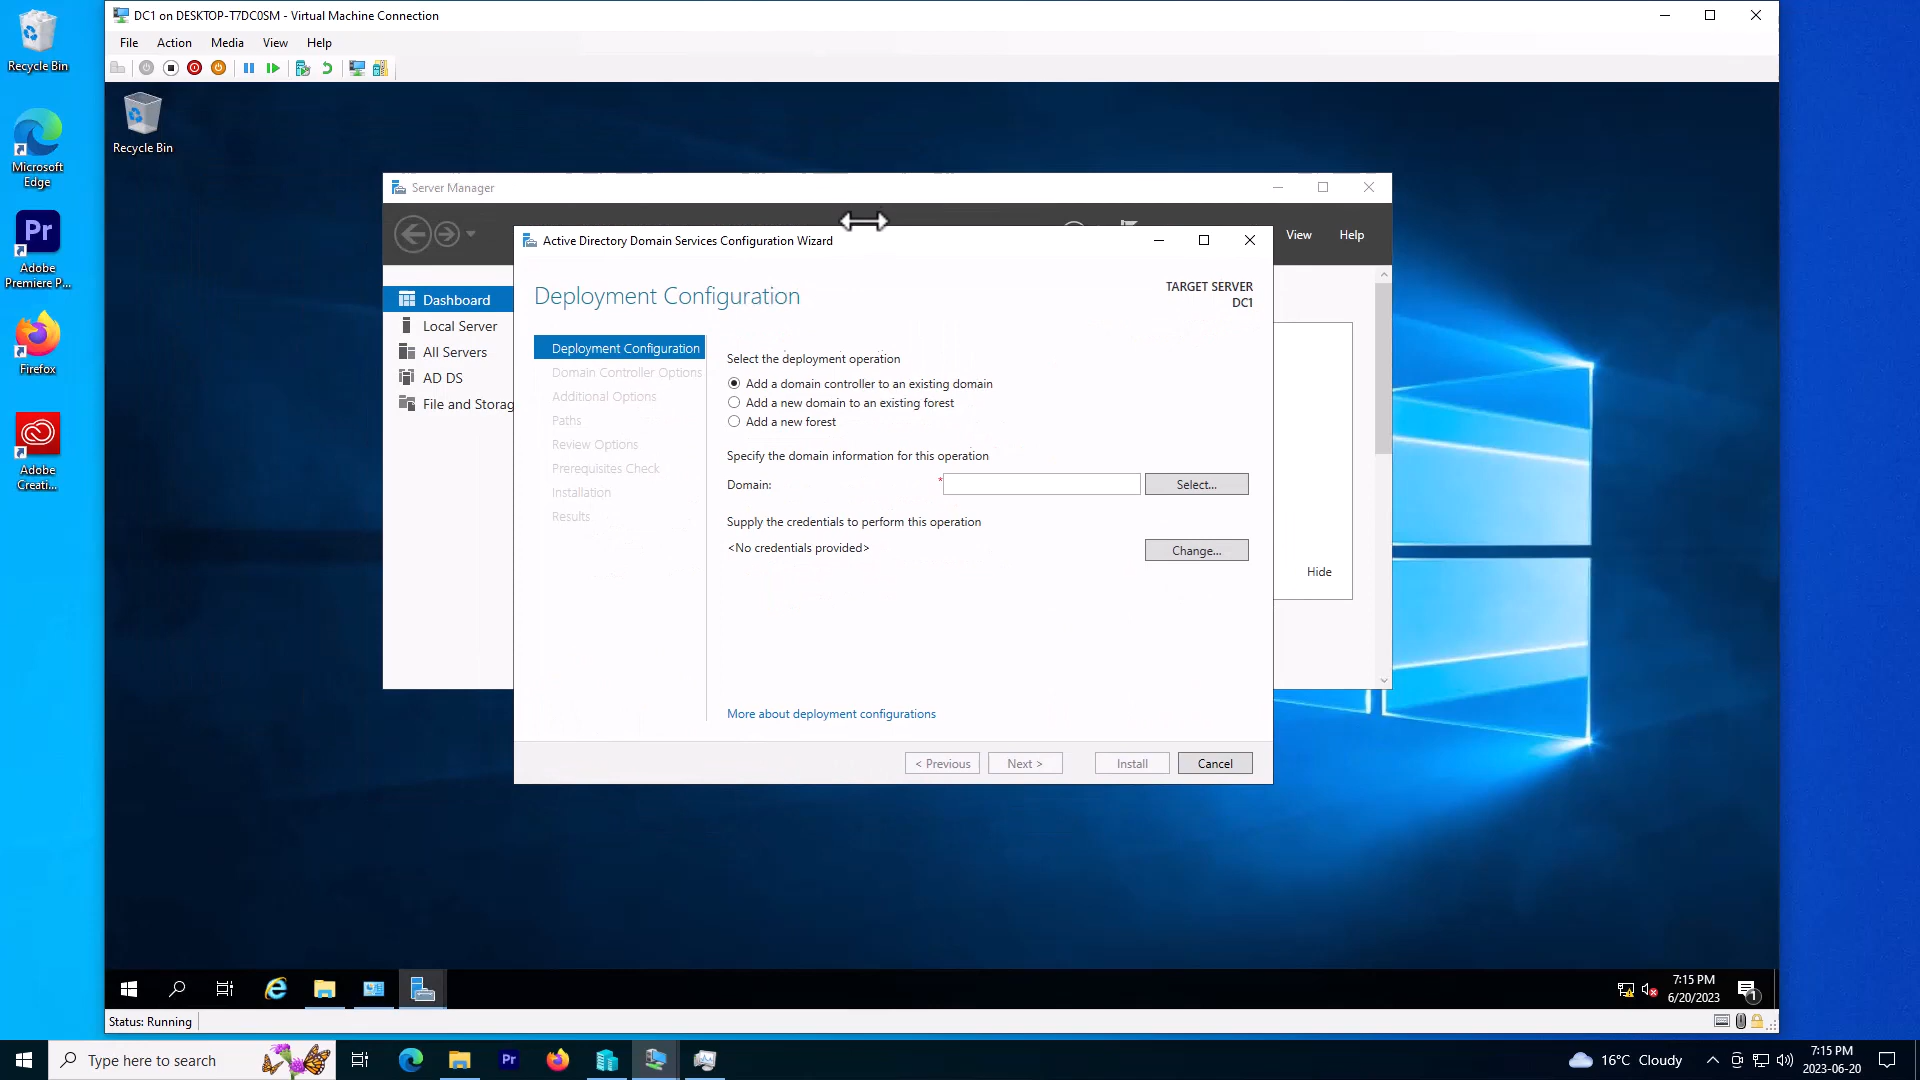 Recycle Bin
Microsoft
Edge
Adobe
Premiere P...
Firefox
Adobe
Creati...
DC1 on DESKTOP-T7DC0SM - Virtual Machine Connection
File Action Media View Help
Recycle Bin
Server Manager
View Help
Dashboard
Local Server
All Servers
AD DS
File and Storag
Hide
Active Directory Domain Services Configuration Wizard
Deployment Configuration
TARGET SERVER
DC1
Deployment Configuration
Domain Controller Options
Additional Options
Paths
Review Options
Prerequisites Check
Installation
Results
Select the deployment operation
Add a domain controller to an existing domain
Add a new domain to an existing forest
Add a new forest
Specify the domain information for this operation
Domain: * Select...
Supply the credentials to perform this operation
<No credentials provided> Change...
More about deployment configurations
< Previous Next > Install Cancel
7:15 PM
6/20/2023
1
Status: Running
Type here to search
Pr
16°C Cloudy
7:15 PM
2023-06-20